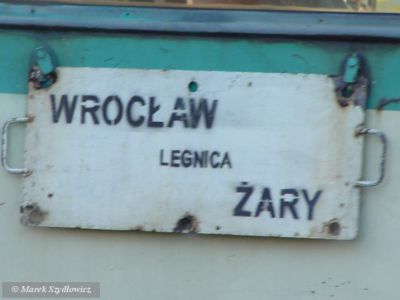 WROCŁAW
LEGNICA
ŻARY
© Marek Szydłowicz